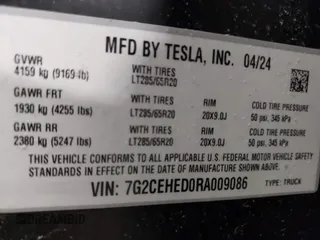 MFD BY TESLA, INC. 04/24
GVWR
4159 kg (9169 lb)
WITH TIRES
LT285/65R20
GAWR FRT
1930 kg (4255 lbs)
WITH TIRES
LT285/65R20
RIM
20X9.0J
COLD TIRE PRESSURE
50 psi, 345 kPa
GAWR RR
2380 kg (5247 lbs)
WITH TIRES
LT285/65R20
RIM
20X9.0J
COLD TIRE PRESSURE
50 psi, 345 kPa
THIS VEHICLE CONFORMS TO ALL APPLICABLE U.S. FEDERAL MOTOR VEHICLE SAFETY
STANDARDS IN EFFECT ON THE DATE OF MANUFACTURE SHOWN ABOVE.
VIN: 7G2CEHED0RA009086
TYPE: TRUCK